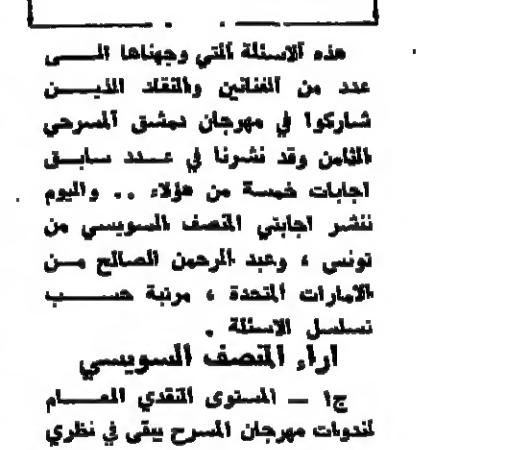 هذه الاسئلة التي وجهناها الى
عدد من الفنانين والنقاد الذين
شاركوا في مهرجان دمشق المسرحي
الثامن وقد نشرنا في عدد سابق
اجابات خمسة من هؤلاء .. واليوم
ننشر اجابتي المنصف السويسي من
تونس ، وعبد الرحمن الصالح من
الامارات المتحدة ، مرتبة حسب
تسلسل الاسئلة .
اراء المنصف السويسي
ج١ — المستوى النقدي العام
لندوات مهرجان المسرح يبقى في نظري